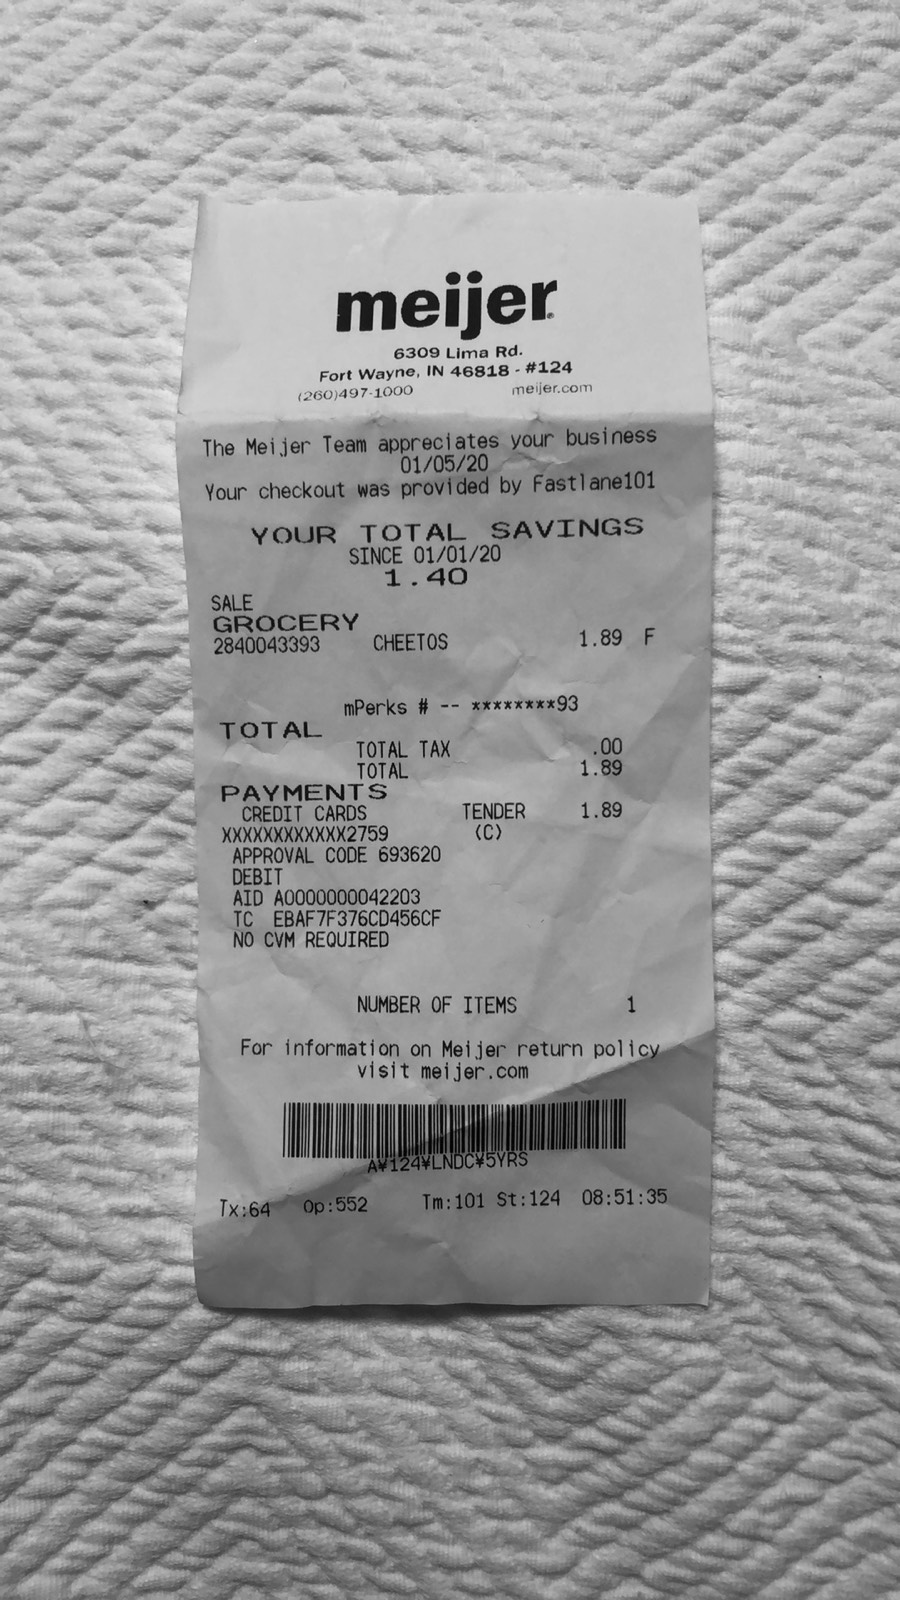 meijer
6309 Lima Rd.
Fort Wayne, IN 46818 - #124
(260)497-1000 meijer.com
The Meijer Team appreciates your business
01/05/20
Your checkout was provided by Fastlane101
YOUR TOTAL SAVINGS
SINCE 01/01/20
1.40
SALE
GROCERY
2840043393 CHEETOS 1.89 F
mPerks # -- ********93
TOTAL
TOTAL TAX .00
TOTAL 1.89
PAYMENTS
CREDIT CARDS TENDER 1.89
XXXXXXXXXXXX2759 (C)
APPROVAL CODE 693620
DEBIT
AID A0000000042203
TC EBAF7F376CD456CF
NO CVM REQUIRED
NUMBER OF ITEMS 1
For information on Meijer return policy
visit meijer.com
A¥124¥LNDC¥5YRS
Tx:64 Op:552 Tm:101 St:124 08:51:35